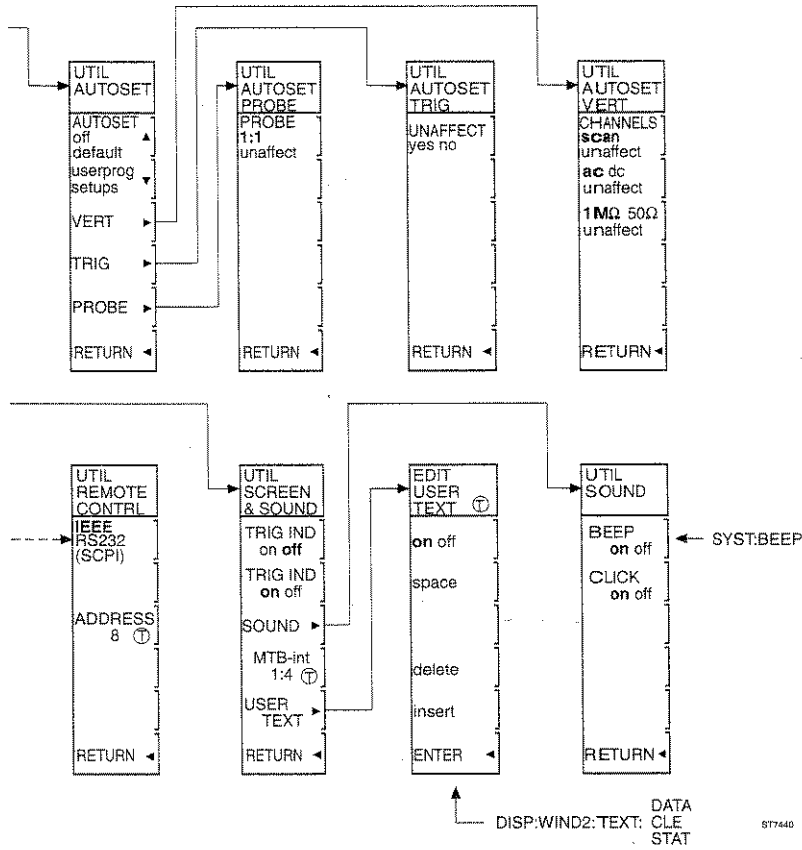 UTIL
AUTOSET
AUTOSET
off
default
userprog
setups
VERT
TRIG
PROBE
RETURN
UTIL
AUTOSET
PROBE
PROBE
1:1
unaffect
RETURN
UTIL
AUTOSET
TRIG
UNAFFECT
yes no
RETURN
UTIL
AUTOSET
VERT
CHANNELS
scan
unaffect
ac dc
unaffect
1MΩ 50Ω
unaffect
RETURN
UTIL
REMOTE
CONTRL
IEEE
RS232
(SCPI)
ADDRESS
8 Ⓣ
RETURN
UTIL
SCREEN
& SOUND
TRIG IND
on off
TRIG IND
on off
SOUND
MTB-int
1:4 Ⓣ
USER
TEXT
RETURN
EDIT
USER
TEXT Ⓣ
on off
space
delete
insert
ENTER
UTIL
SOUND
BEEP
on off
CLICK
on off
RETURN
SYST:BEEP
DISP:WIND2:TEXT:
DATA
CLE
STAT
ST7440